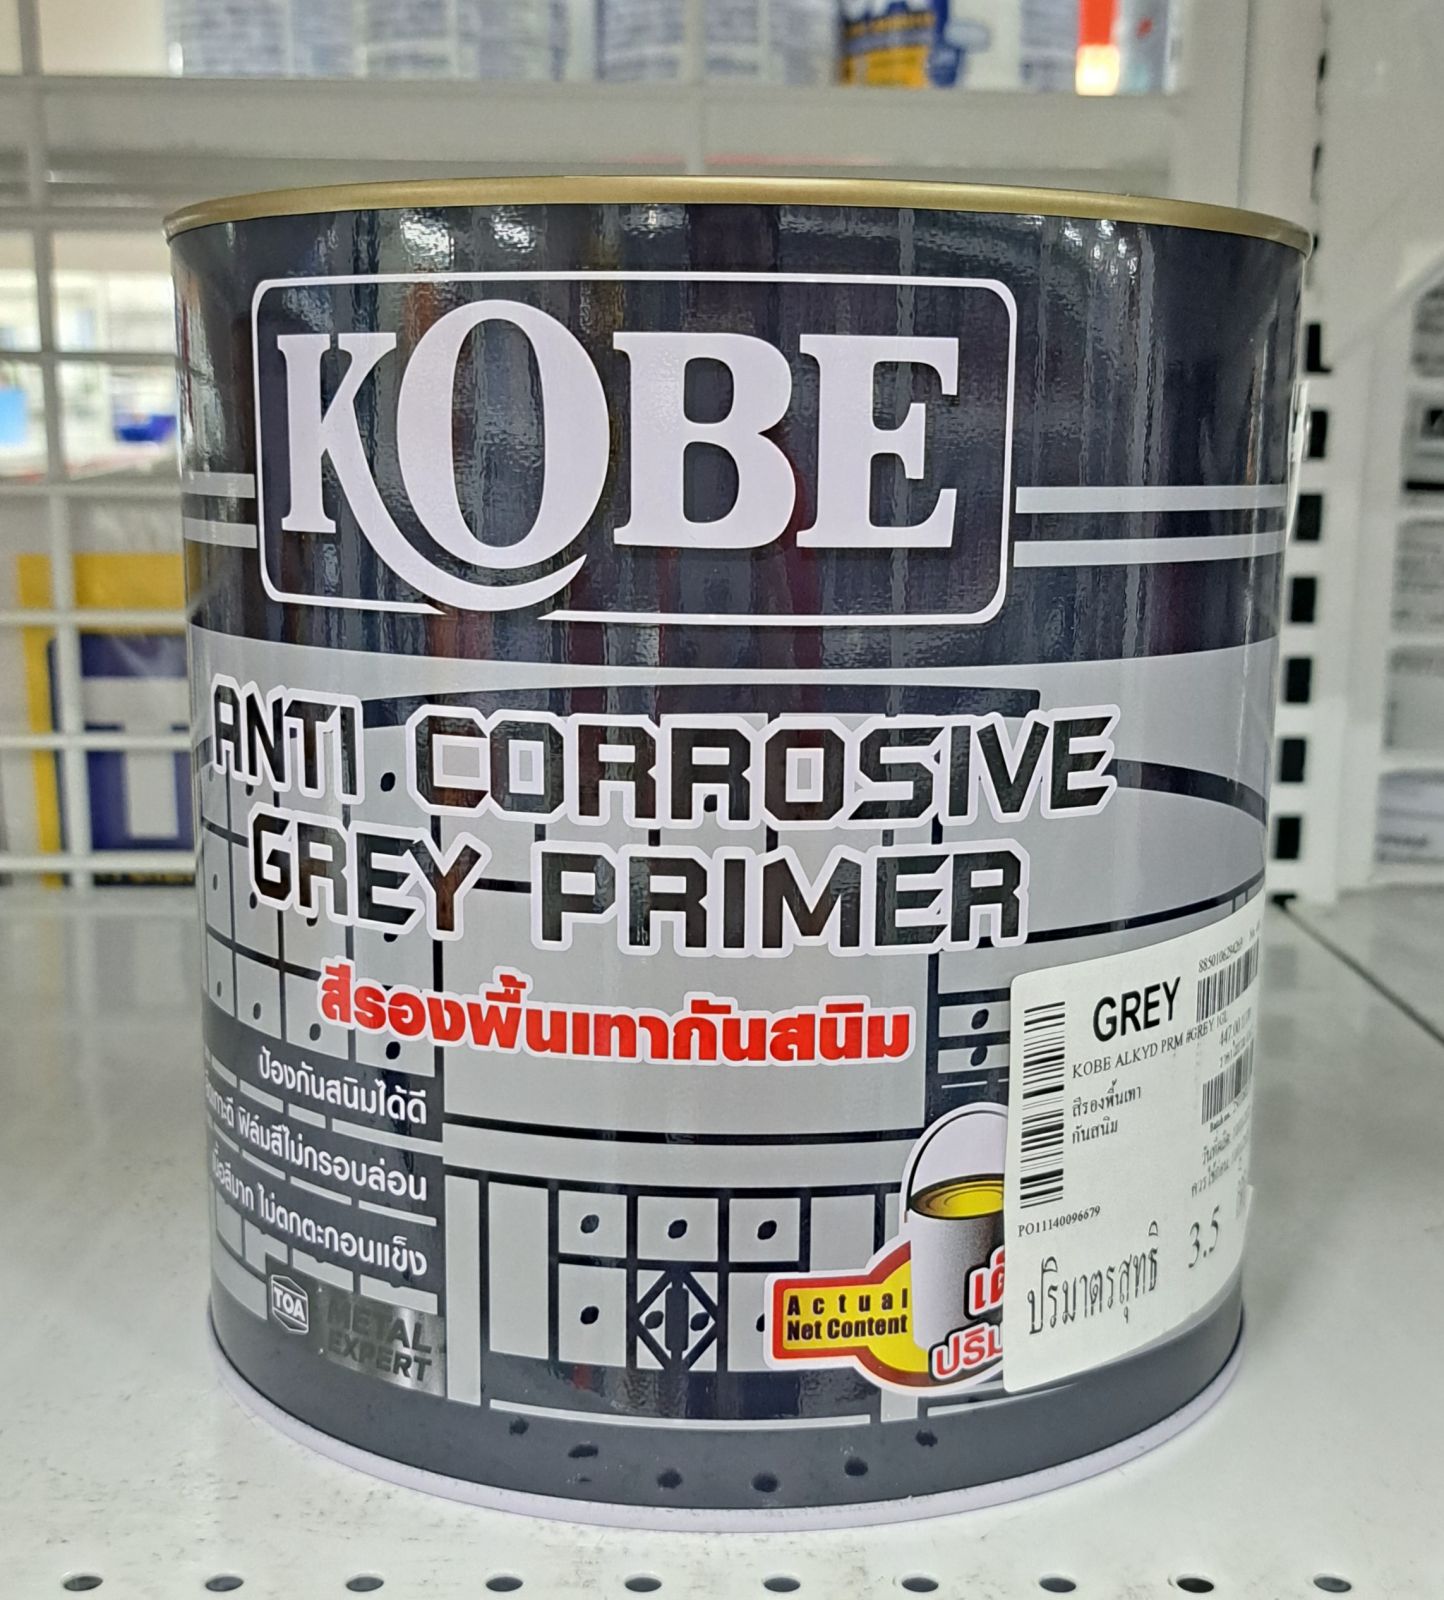 KOBE
ANTI CORROSIVE
GREY PRIMER
สีรองพื้นเทากันสนิม
ป้องกันสนิมได้ดี
ฟิล์มสีไม่กรอบล่อน
ไม่ตกตะกอนแข็ง
TOA
METAL
EXPERT
Actual
Net Content
GREY
8850106294269
KOBE ALKYD PRM #GREY 1GL
สีรองพื้นเทา
กันสนิม
PO11140096679
ปริมาตรสุทธิ 3.5